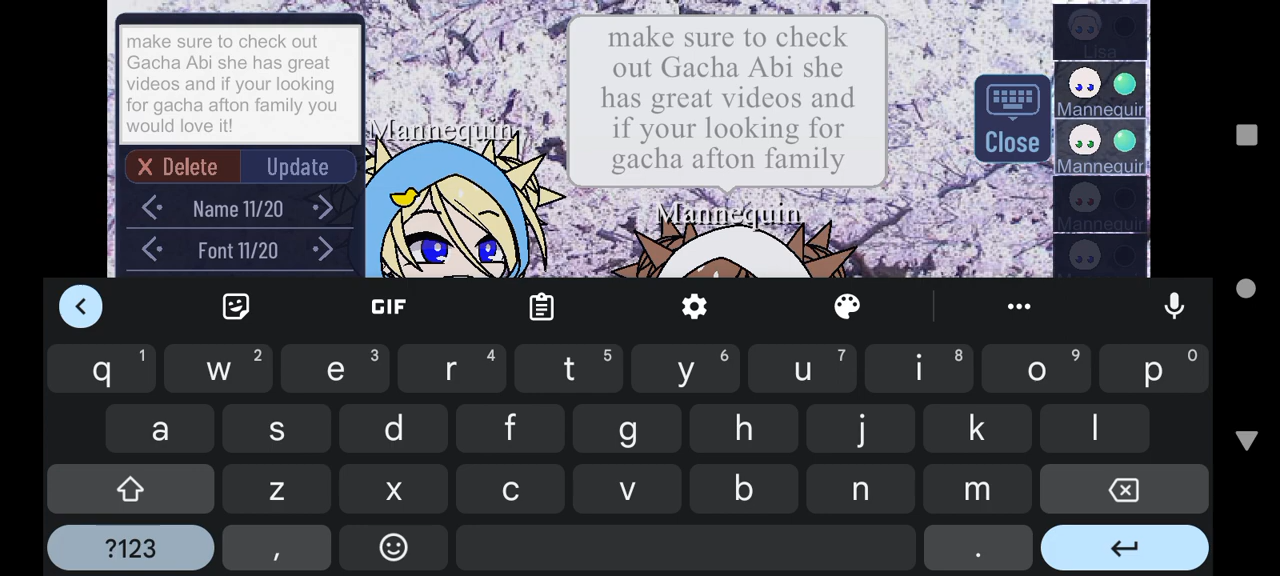 make sure to check out
Gacha Abi she has great
videos and if your looking
for gacha afton family you
would love it!
X Delete
Update
Name 11/20
Font 11/20
Mannequin
make sure to check
out Gacha Abi she
has great videos and
if your looking for
gacha afton family
Mannequin
Close
Lisa
Mannequin
Mannequin
GIF
q 1 w 2 e 3 r 4 t 5 y 6 u 7 i 8 o 9 p 0
a s d f g h j k l
z x c v b n m
?123 , .